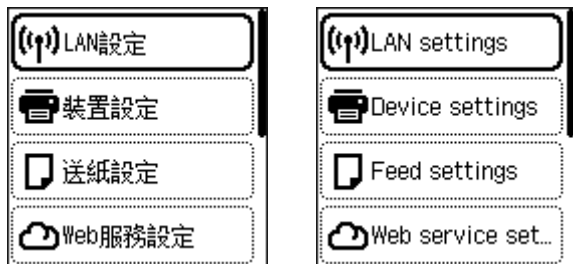 LAN設定
裝置設定
送紙設定
Web服務設定
LAN settings
Device settings
Feed settings
Web service set...